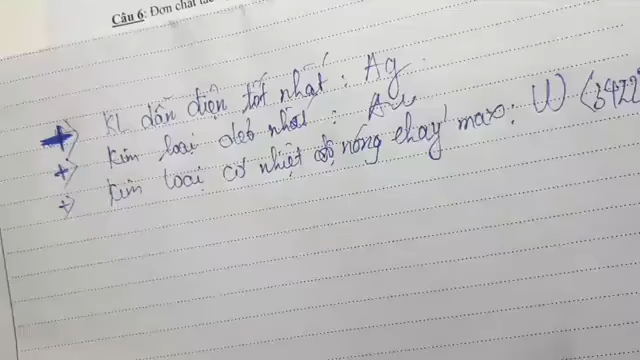 Câu 6: Đơn chất
+) KL dẫn điện tốt nhất: Ag.
+) Kim loại dẻo nhất: Au
+) Kim loại có nhiệt độ nóng chảy max: W (3422°